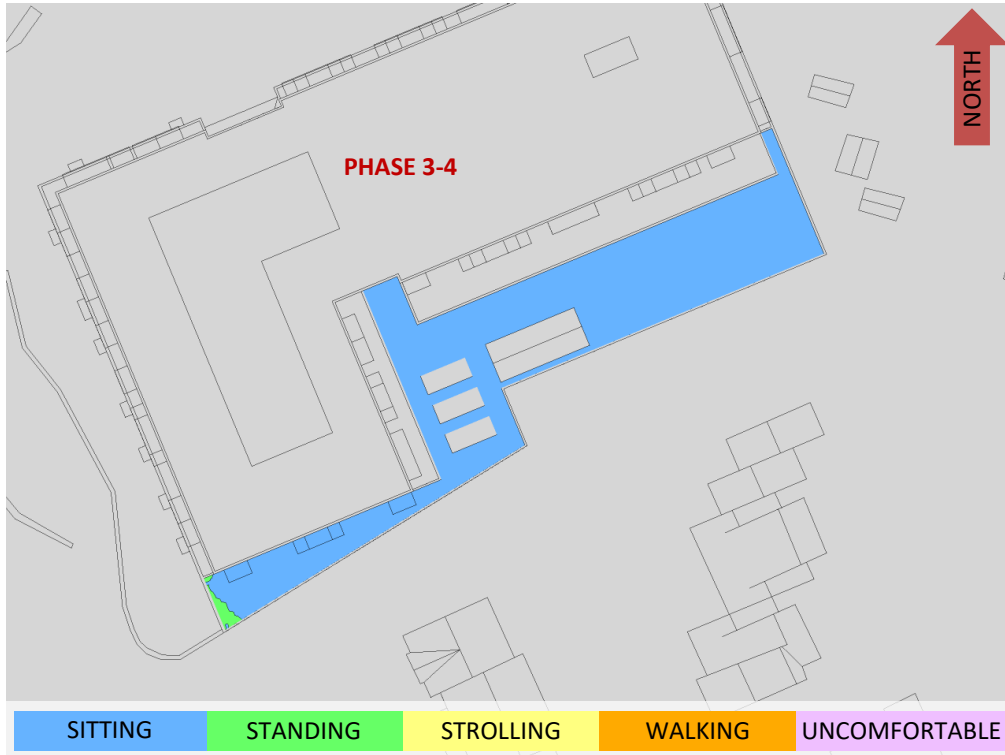 NORTH
PHASE 3-4
SITTING
STANDING
STROLLING
WALKING
UNCOMFORTABLE